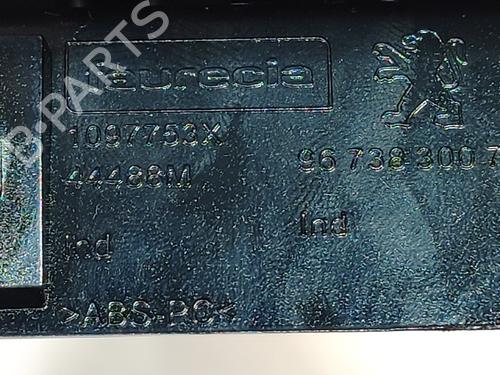 faurecia
1097753X
44488M
96 738 300 7
Ind
Ind
>ABS-PC<
B-PARTS